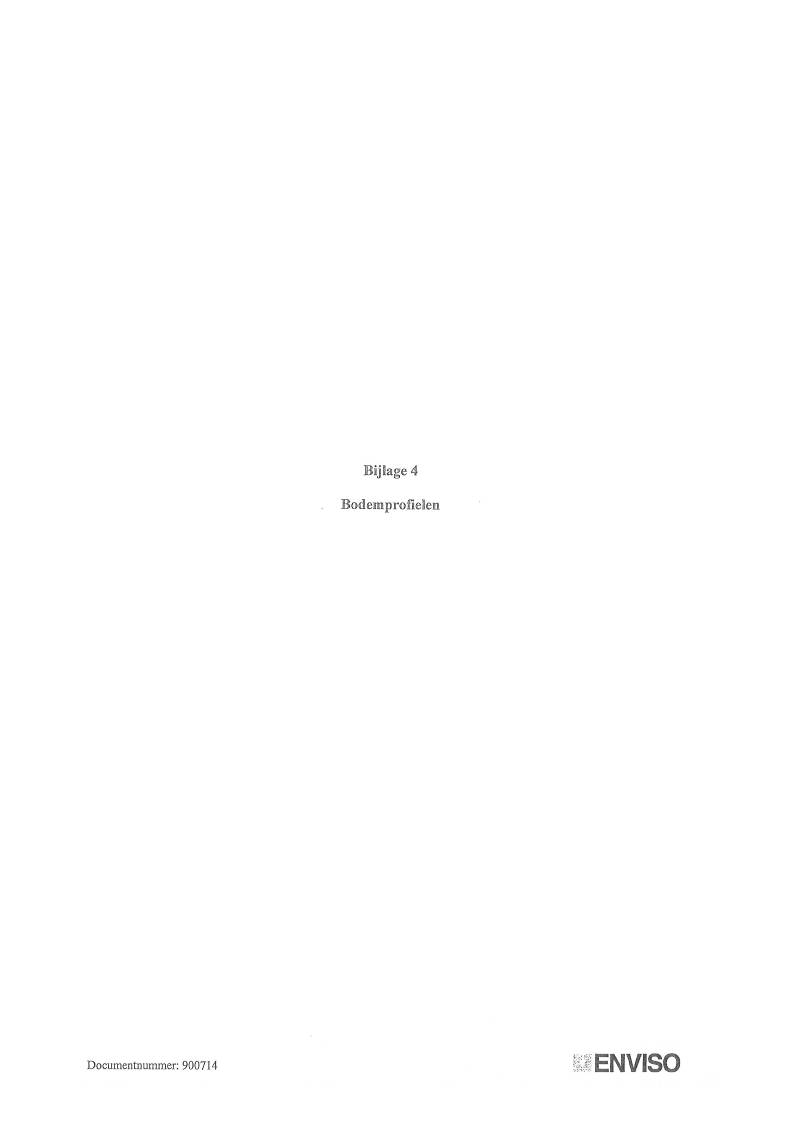 Bijlage 4
Bodemprofielen
Documentnummer: 900714
ENVISO